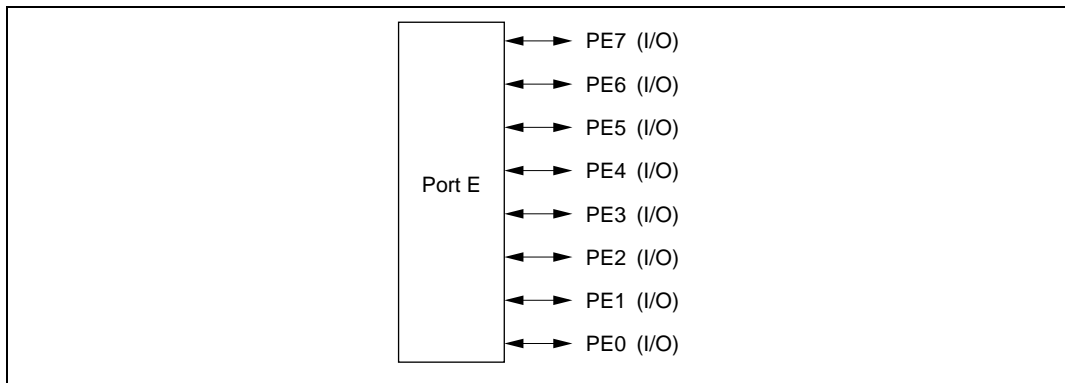 PE7 (I/O)
PE6 (I/O)
PE5 (I/O)
PE4 (I/O)
Port E
PE3 (I/O)
PE2 (I/O)
PE1 (I/O)
PE0 (I/O)